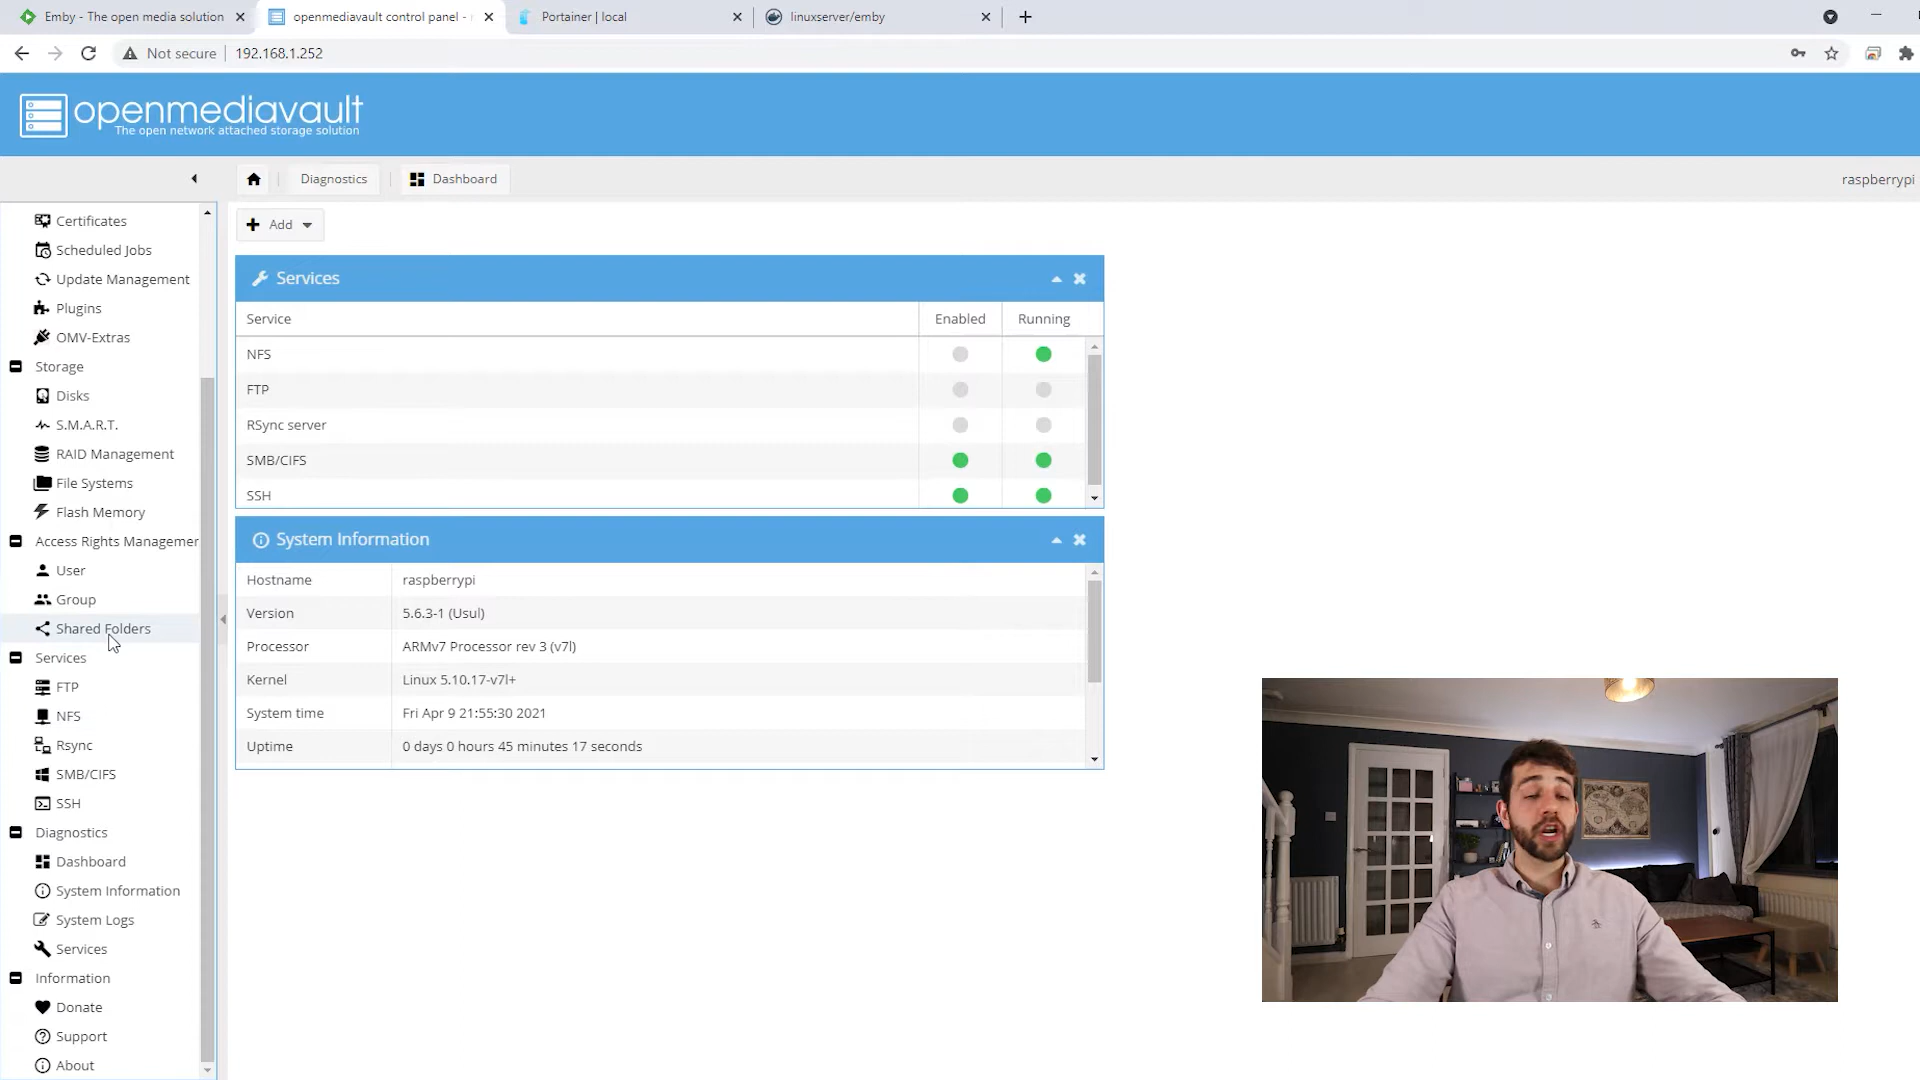 Emby - The open media solution
openmediavault control panel -
Portainer | local
linuxserver/emby
Not secure
192.168.1.252
openmediavault
The open network attached storage solution
Diagnostics
Dashboard
raspberrypi
Certificates
Scheduled Jobs
Update Management
Plugins
OMV-Extras
Storage
Disks
S.M.A.R.T.
RAID Management
File Systems
Flash Memory
Access Rights Managemen
User
Group
Shared Folders
Services
FTP
NFS
Rsync
SMB/CIFS
SSH
Diagnostics
Dashboard
System Information
System Logs
Services
Information
Donate
Support
About
Add
Services
Service Enabled Running
NFS
FTP
RSync server
SMB/CIFS
SSH
System Information
Hostname raspberrypi
Version 5.6.3-1 (Usul)
Processor ARMv7 Processor rev 3 (v7l)
Kernel Linux 5.10.17-v7l+
System time Fri Apr 9 21:55:30 2021
Uptime 0 days 0 hours 45 minutes 17 seconds